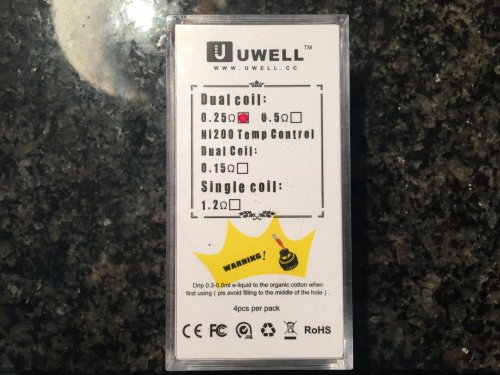 U UWELL™
WWW.UWELL.CC
Dual coil:
0.25Ω 0.5Ω
Ni200 Temp Control
Dual Coil:
0.15Ω
Single coil:
1.2Ω
WARNING!
Drip 0.3-0.5ml e-liquid to the organic cotton when
first using ( pls avoid filling to the middle of the hole ) .
4pcs per pack
CE FC RoHS